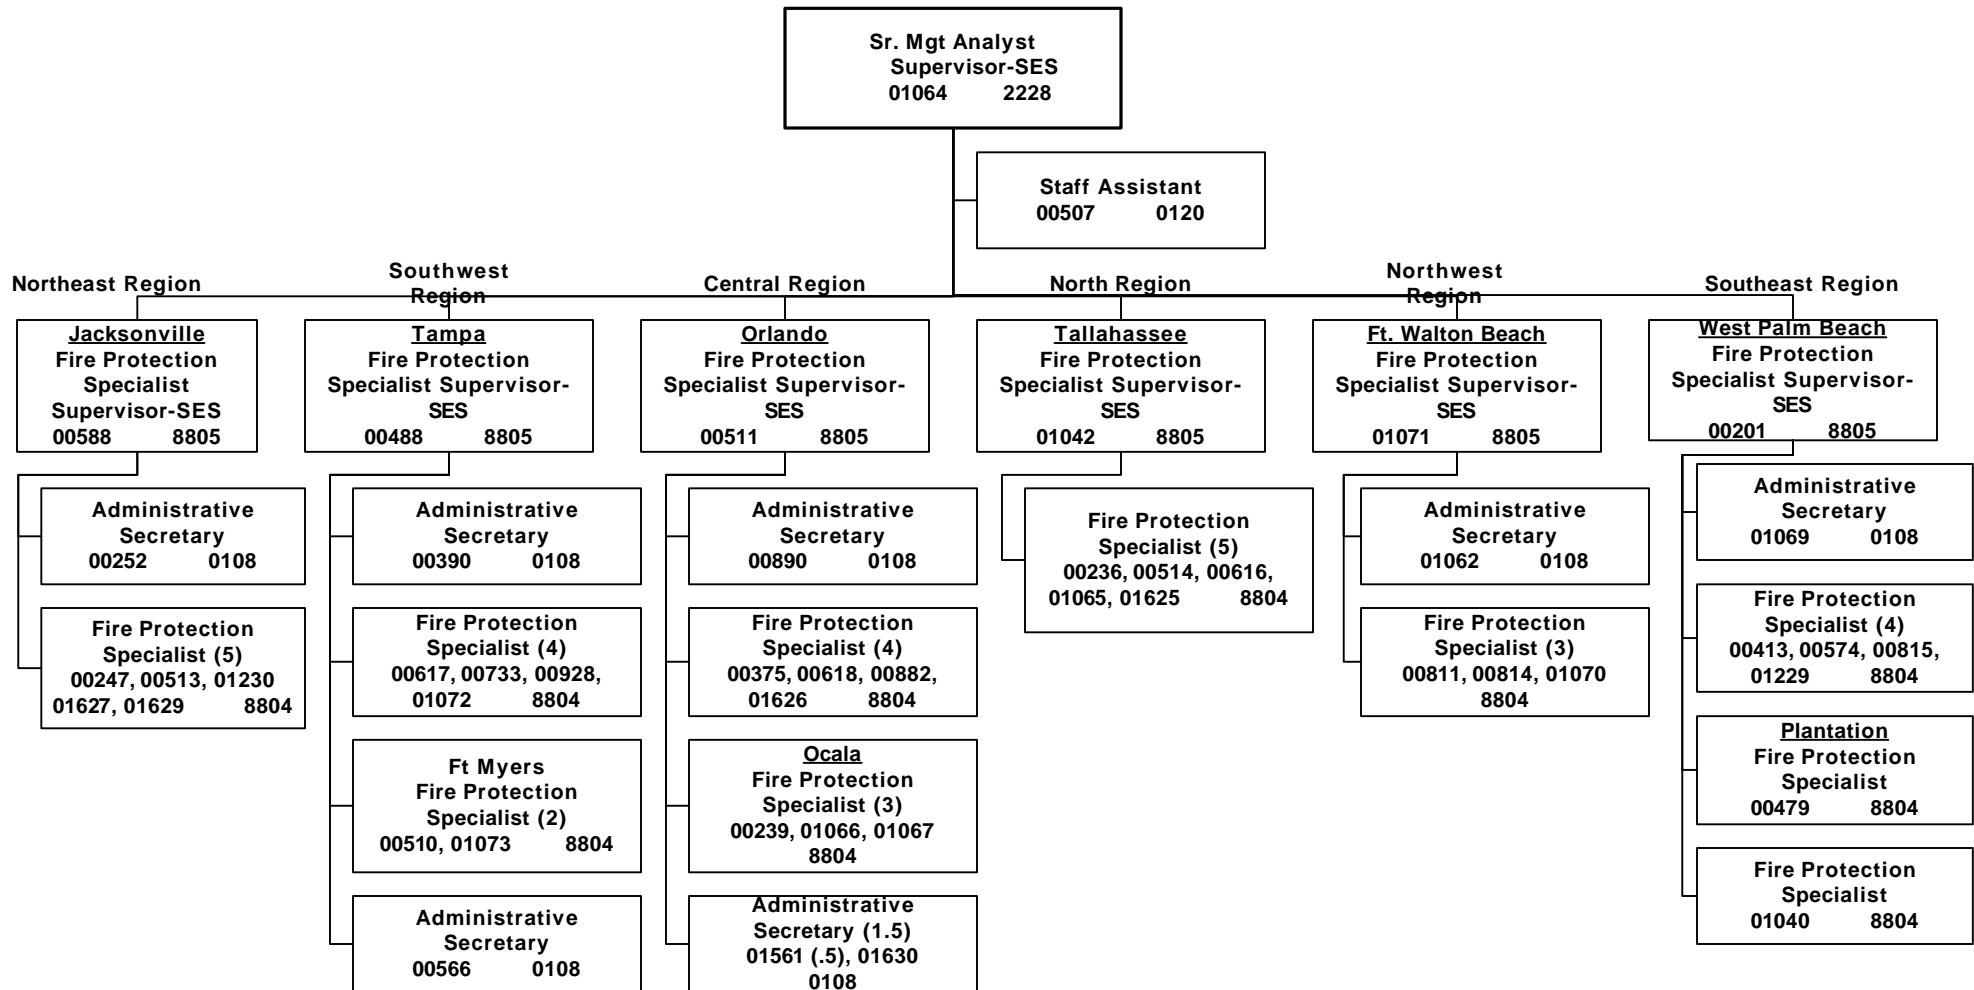 Sr. Mgt Analyst
Supervisor-SES
01064 2228
Staff Assistant
00507 0120
Northeast Region
Southwest
Region
Central Region
North Region
Northwest
Region
Southeast Region
Jacksonville
Fire Protection
Specialist
Supervisor-SES
00588 8805
Tampa
Fire Protection
Specialist Supervisor-
SES
00488 8805
Orlando
Fire Protection
Specialist Supervisor-
SES
00511 8805
Tallahassee
Fire Protection
Specialist Supervisor-
SES
01042 8805
Ft. Walton Beach
Fire Protection
Specialist Supervisor-
SES
01071 8805
West Palm Beach
Fire Protection
Specialist Supervisor-
SES
00201 8805
Administrative
Secretary
00252 0108
Fire Protection
Specialist (5)
00247, 00513, 01230
01627, 01629 8804
Administrative
Secretary
00390 0108
Fire Protection
Specialist (4)
00617, 00733, 00928,
01072 8804
Ft Myers
Fire Protection
Specialist (2)
00510, 01073 8804
Administrative
Secretary
00566 0108
Administrative
Secretary
00890 0108
Fire Protection
Specialist (4)
00375, 00618, 00882,
01626 8804
Ocala
Fire Protection
Specialist (3)
00239, 01066, 01067
8804
Administrative
Secretary (1.5)
01561 (.5), 01630
0108
Fire Protection
Specialist (5)
00236, 00514, 00616,
01065, 01625 8804
Administrative
Secretary
01062 0108
Fire Protection
Specialist (3)
00811, 00814, 01070
8804
Administrative
Secretary
01069 0108
Fire Protection
Specialist (4)
00413, 00574, 00815,
01229 8804
Plantation
Fire Protection
Specialist
00479 8804
Fire Protection
Specialist
01040 8804